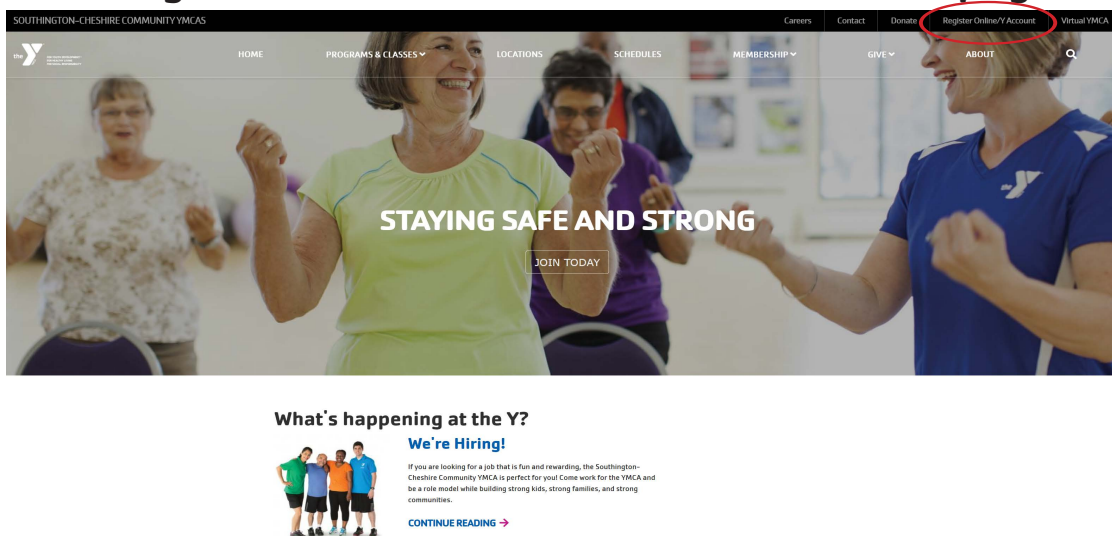 SOUTHINGTON-CHESHIRE COMMUNITY YMCAS
Careers Contact Donate Register Online/Y Account Virtual YMCA
the Y
HOME PROGRAMS & CLASSES LOCATIONS SCHEDULES MEMBERSHIP GIVE ABOUT
the Y
STAYING SAFE AND STRONG
JOIN TODAY
What's happening at the Y?
We're Hiring!
If you are looking for a job that is fun and rewarding, the Southington-
Cheshire Community YMCA is perfect for you! Come work for the YMCA and
be a role model while building strong kids, strong families, and strong
communities.
CONTINUE READING →